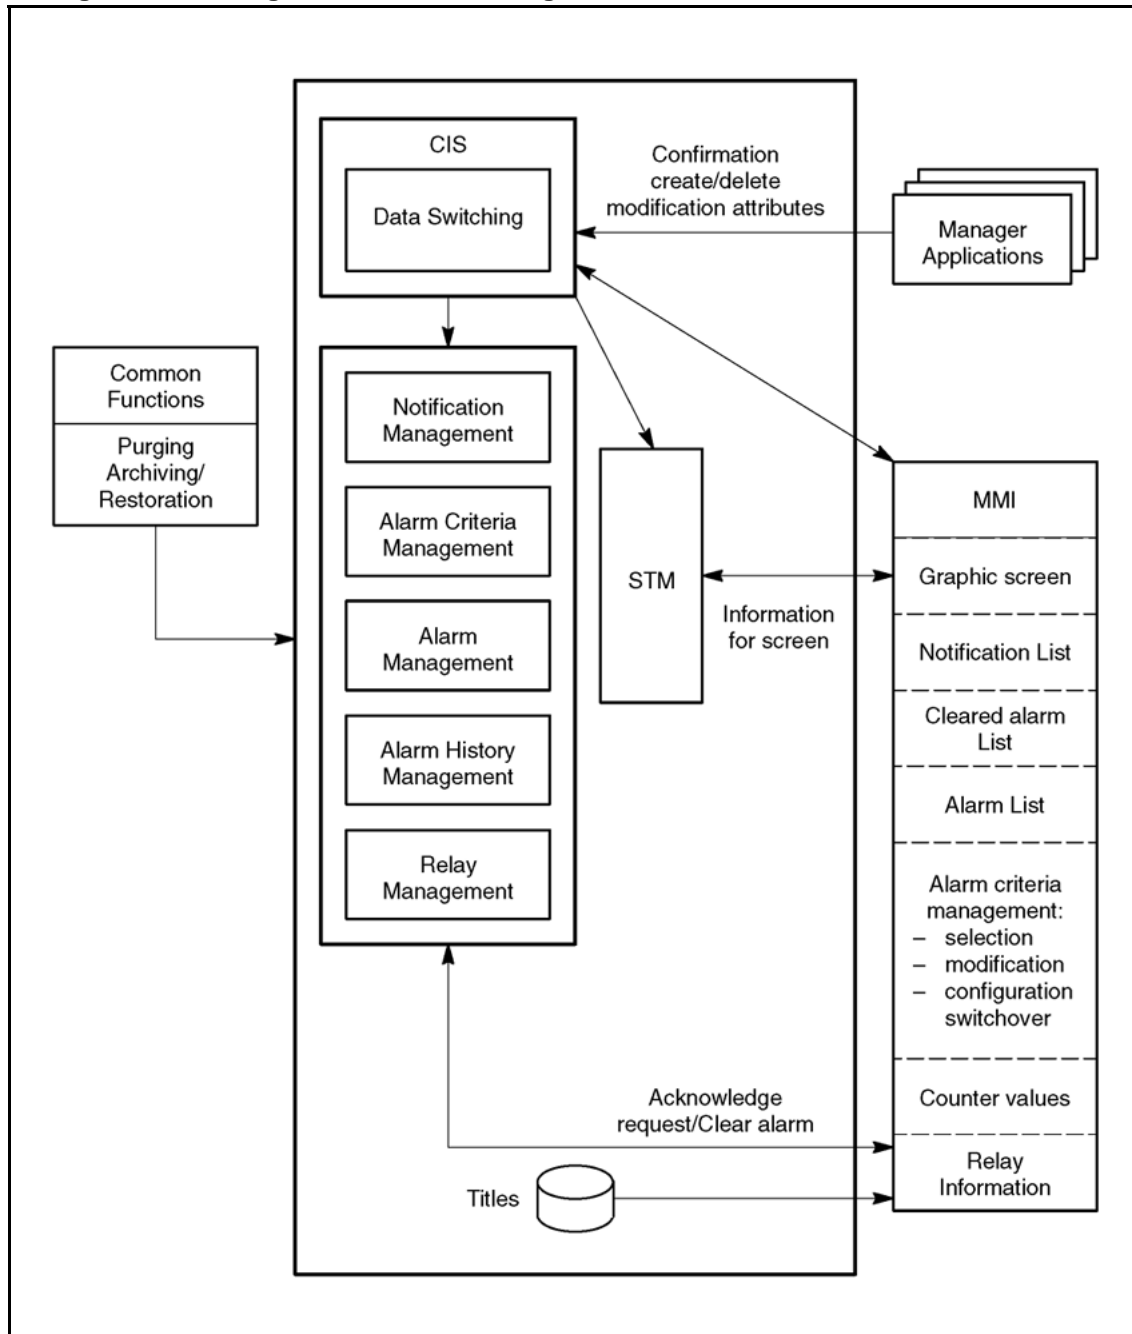 CIS
Data Switching
Confirmation
create/delete
modification attributes
Manager
Applications
Common
Functions
Purging
Archiving/
Restoration
Notification
Management
Alarm Criteria
Management
Alarm
Management
Alarm History
Management
Relay
Management
STM
Information
for screen
MMI
Graphic screen
Notification List
Cleared alarm
List
Alarm List
Alarm criteria
management:
– selection
– modification
– configuration
switchover
Counter values
Relay
Information
Acknowledge
request/Clear alarm
Titles